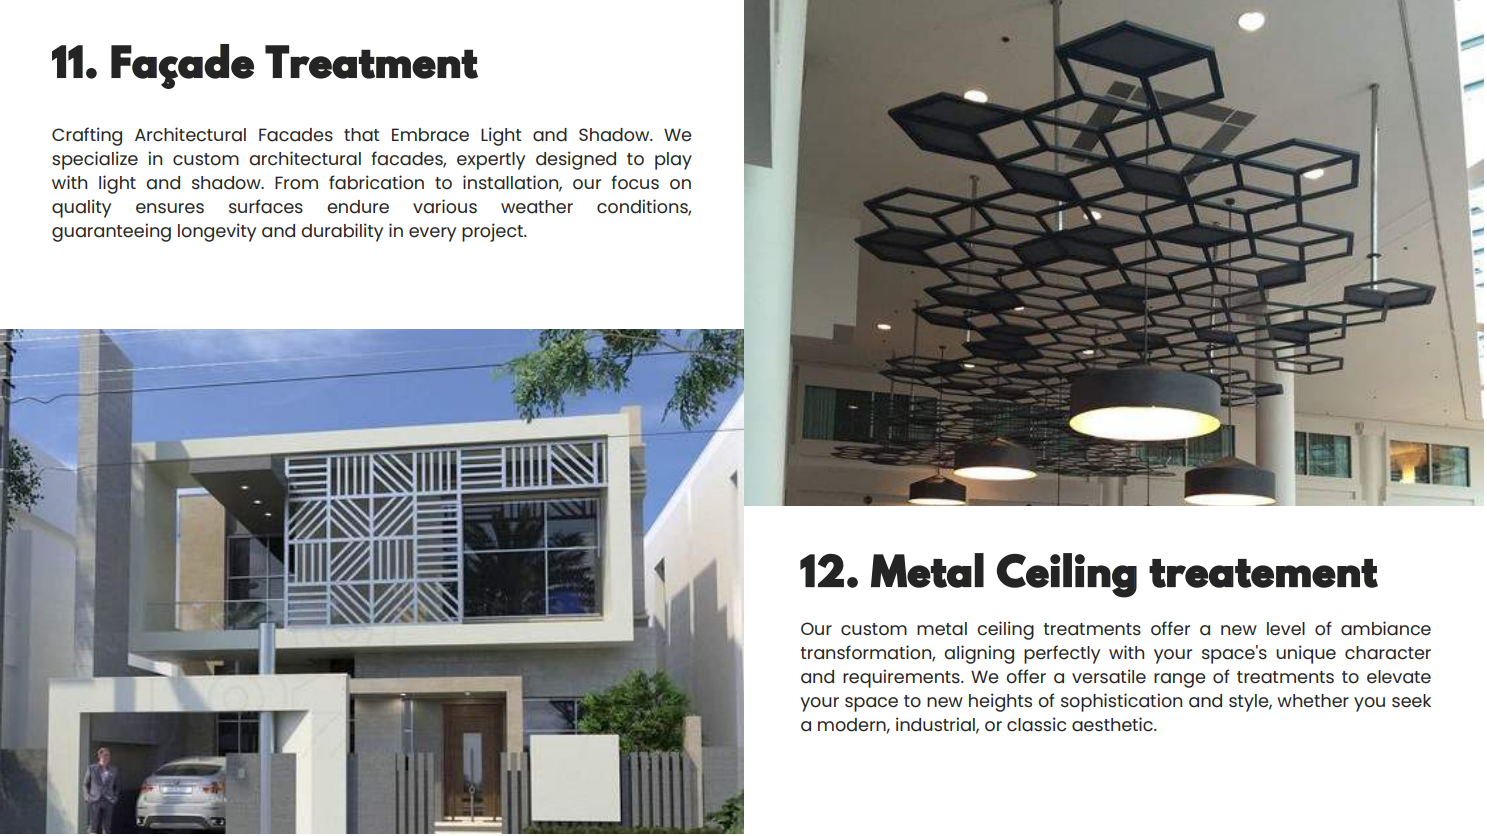 11. Façade Treatment
Crafting Architectural Facades that Embrace Light and Shadow. We
specialize in custom architectural facades, expertly designed to play
with light and shadow. From fabrication to installation, our focus on
quality ensures surfaces endure various weather conditions,
guaranteeing longevity and durability in every project.
12. Metal Ceiling treatement
Our custom metal ceiling treatments offer a new level of ambiance
transformation, aligning perfectly with your space's unique character
and requirements. We offer a versatile range of treatments to elevate
your space to new heights of sophistication and style, whether you seek
a modern, industrial, or classic aesthetic.